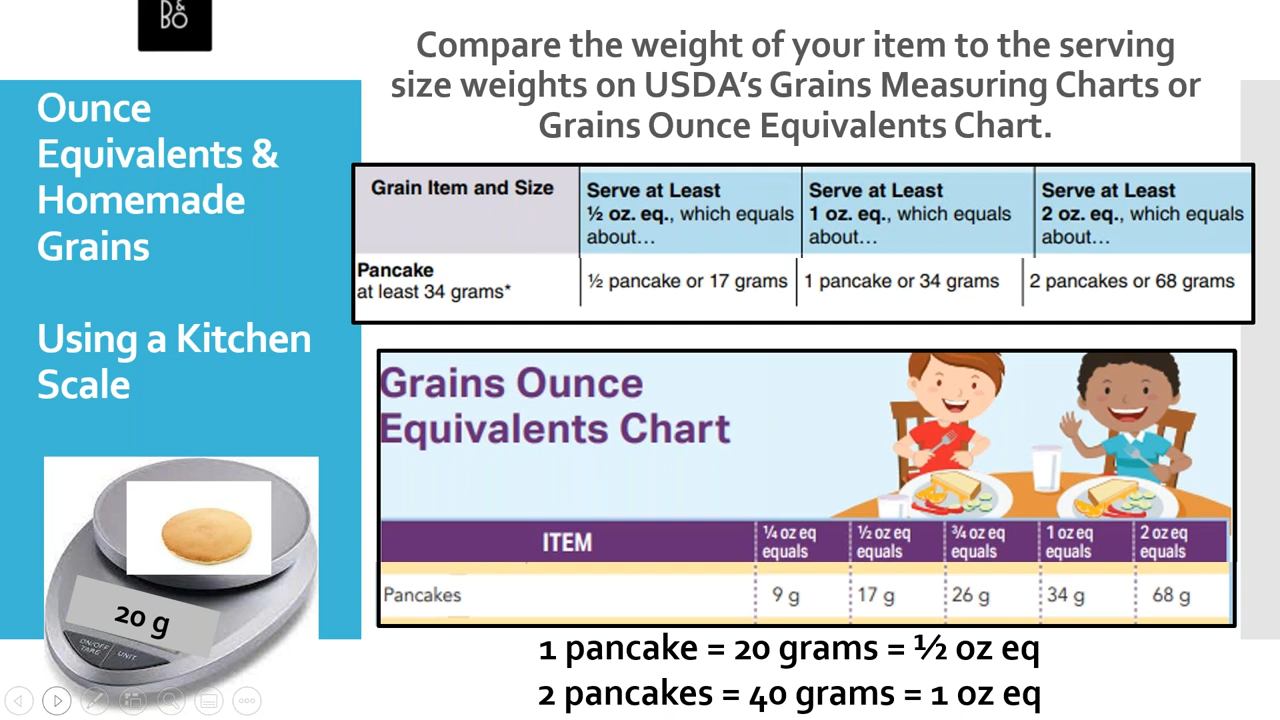 B&
BO
Compare the weight of your item to the serving
size weights on USDA's Grains Measuring Charts or
Grains Ounce Equivalents Chart.
Ounce
Equivalents &
Homemade
Grains
Using a Kitchen
Scale
Grain Item and Size
Serve at Least
½ oz. eq., which equals
about…
Serve at Least
1 oz. eq., which equals
about…
Serve at Least
2 oz. eq., which equals
about…
Pancake
at least 34 grams*
½ pancake or 17 grams
1 pancake or 34 grams
2 pancakes or 68 grams
Grains Ounce
Equivalents Chart
ITEM
¼ oz eq
equals
½ oz eq
equals
¾ oz eq
equals
1 oz eq
equals
2 oz eq
equals
Pancakes 9 g 17 g 26 g 34 g 68 g
20 g
ON/OFF
TARE
UNIT
1 pancake = 20 grams = ½ oz eq
2 pancakes = 40 grams = 1 oz eq